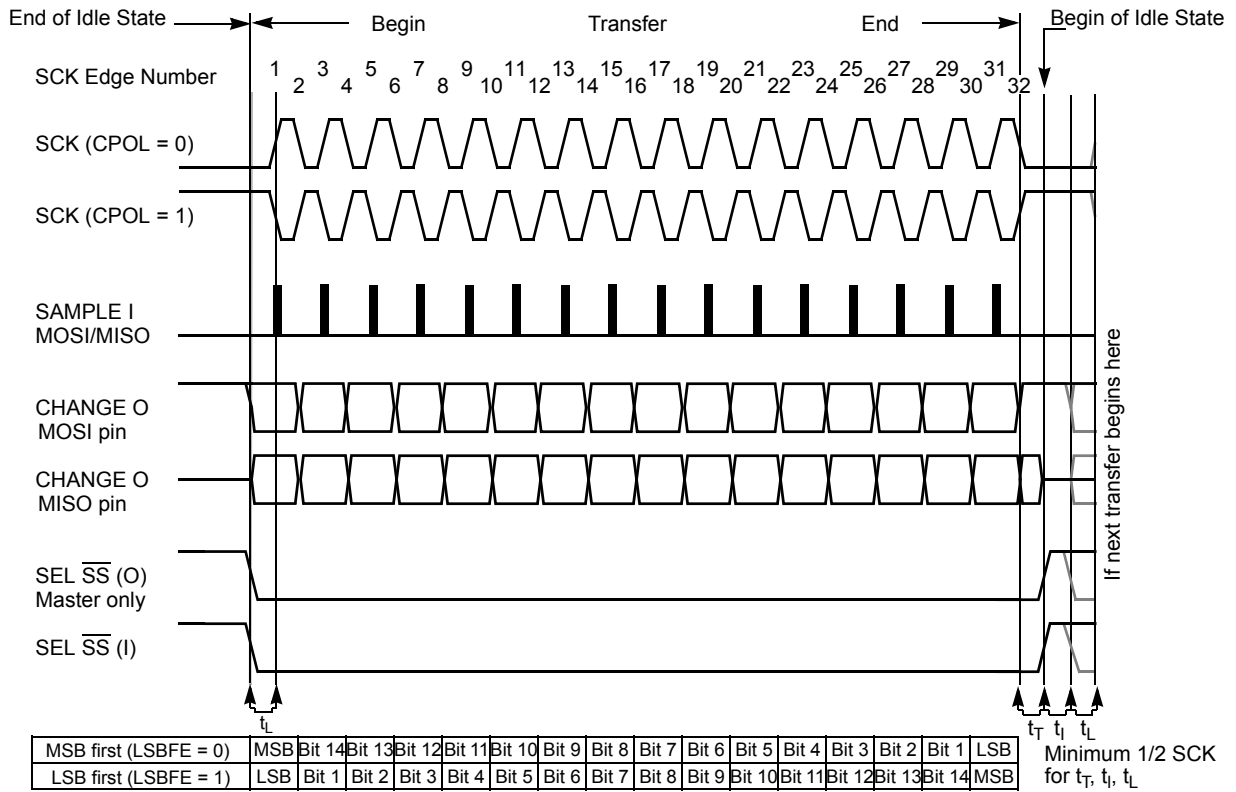 End of Idle State
Begin
Transfer
End
Begin of Idle State
SCK Edge Number
1 2 3 4 5 6 7 8 9 10 11 12 13 14 15 16 17 18 19 20 21 22 23 24 25 26 27 28 29 30 31 32
SCK (CPOL = 0)
SCK (CPOL = 1)
SAMPLE I
MOSI/MISO
CHANGE O
MOSI pin
CHANGE O
MISO pin
SEL SS (O)
Master only
SEL SS (I)
If next transfer begins here
tL
tT tI tL
MSB first (LSBFE = 0) MSB Bit 14 Bit 13 Bit 12 Bit 11 Bit 10 Bit 9 Bit 8 Bit 7 Bit 6 Bit 5 Bit 4 Bit 3 Bit 2 Bit 1 LSB
LSB first (LSBFE = 1) LSB Bit 1 Bit 2 Bit 3 Bit 4 Bit 5 Bit 6 Bit 7 Bit 8 Bit 9 Bit 10 Bit 11 Bit 12 Bit 13 Bit 14 MSB
Minimum 1/2 SCK
for tT, tI, tL